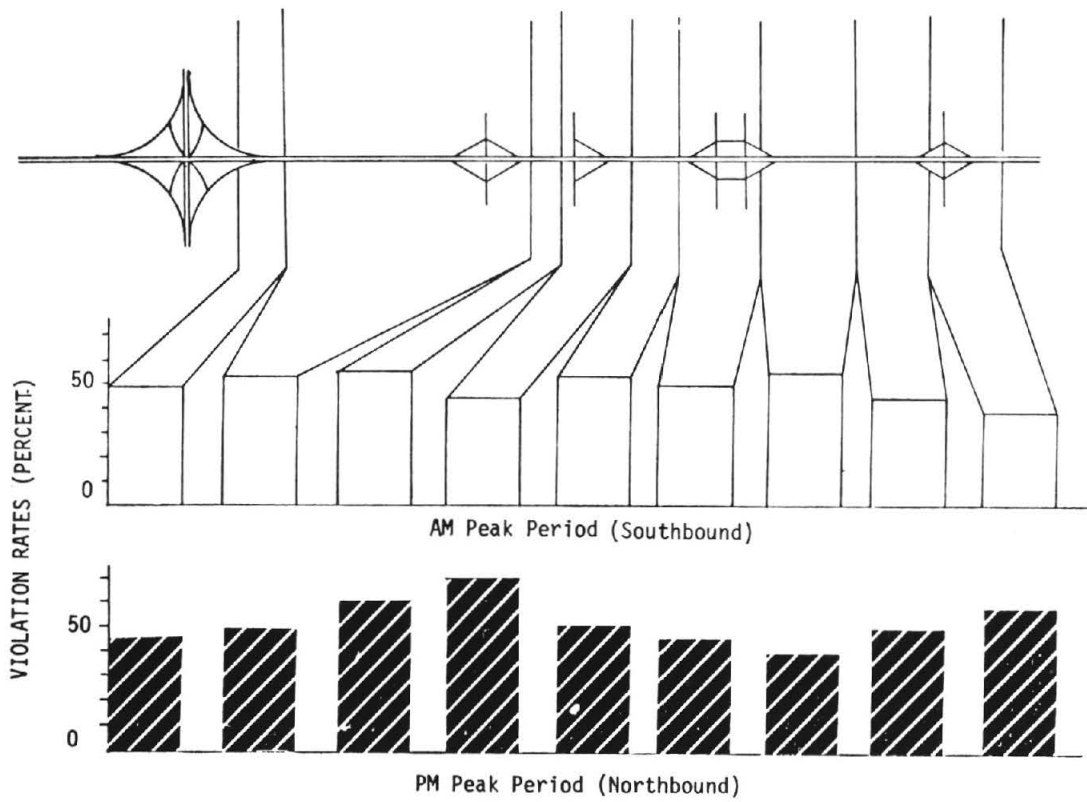 VIOLATION RATES (PERCENT)
50
0
AM Peak Period (Southbound)
50
0
PM Peak Period (Northbound)